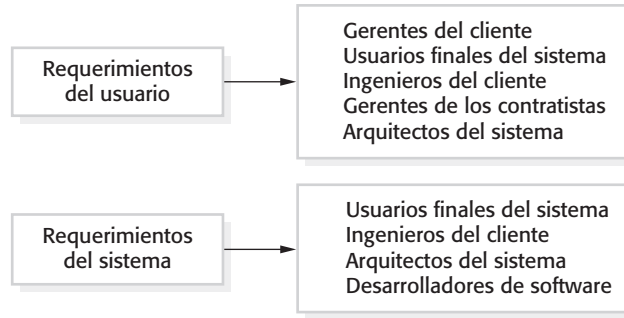 Requerimientos
del usuario
Gerentes del cliente
Usuarios finales del sistema
Ingenieros del cliente
Gerentes de los contratistas
Arquitectos del sistema
Requerimientos
del sistema
Usuarios finales del sistema
Ingenieros del cliente
Arquitectos del sistema
Desarrolladores de software